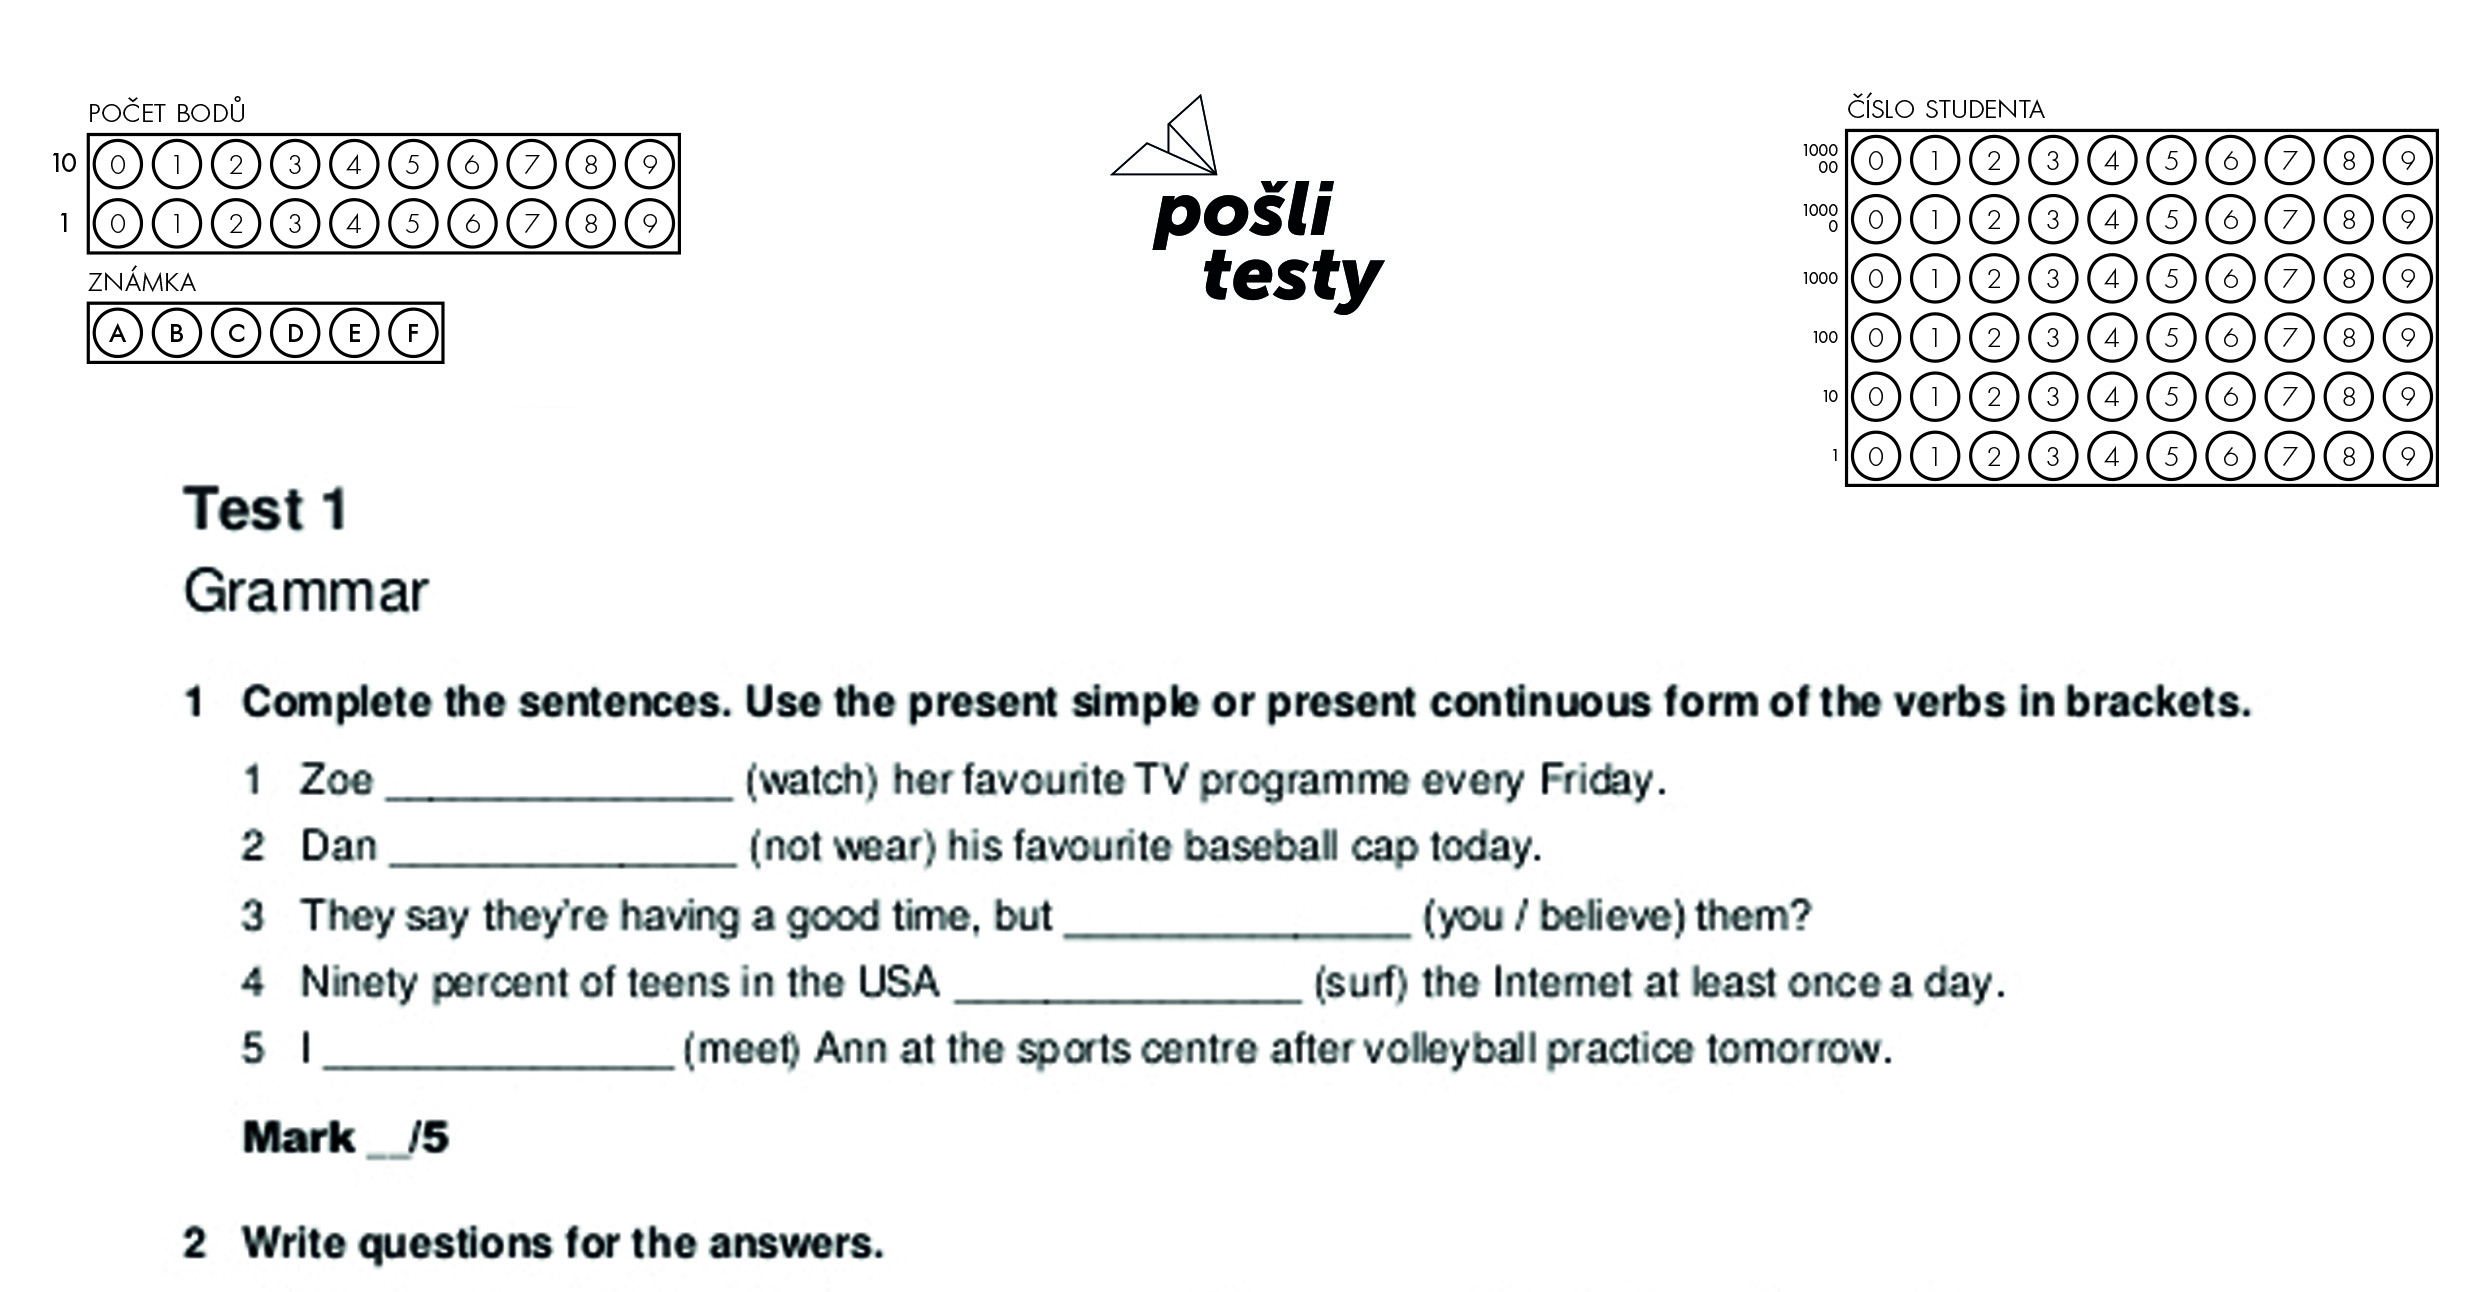 POČET BODŮ
10 0 1 2 3 4 5 6 7 8 9
1 0 1 2 3 4 5 6 7 8 9
ZNÁMKA
A B C D E F
pošli
testy
ČÍSLO STUDENTA
1000
00 0 1 2 3 4 5 6 7 8 9
1000
0 0 1 2 3 4 5 6 7 8 9
1000 0 1 2 3 4 5 6 7 8 9
100 0 1 2 3 4 5 6 7 8 9
10 0 1 2 3 4 5 6 7 8 9
1 0 1 2 3 4 5 6 7 8 9
Test 1
Grammar
1 Complete the sentences. Use the present simple or present continuous form of the verbs in brackets.
1 Zoe _______________ (watch) her favourite TV programme every Friday.
2 Dan _______________ (not wear) his favourite baseball cap today.
3 They say they're having a good time, but _______________ (you / believe) them?
4 Ninety percent of teens in the USA _______________ (surf) the Internet at least once a day.
5 I _______________ (meet) Ann at the sports centre after volleyball practice tomorrow.
Mark __/5
2 Write questions for the answers.